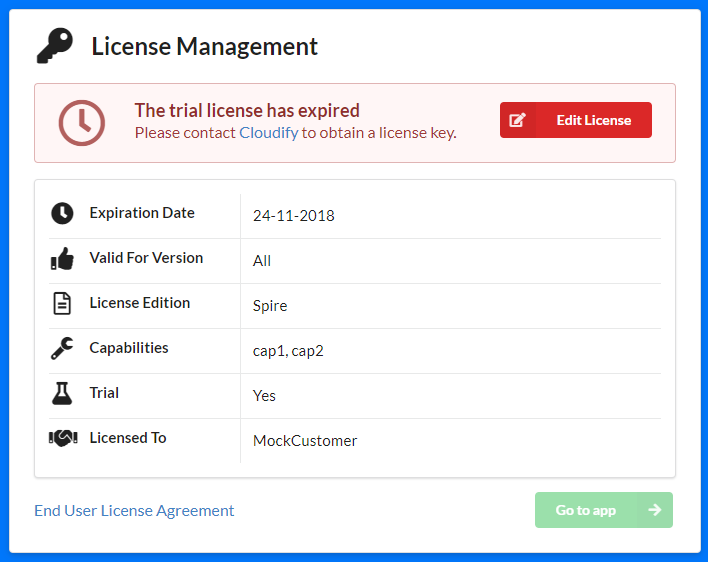 License Management
The trial license has expired
Please contact Cloudify to obtain a license key.
Edit License
Expiration Date
24-11-2018
Valid For Version
All
License Edition
Spire
Capabilities
cap1, cap2
Trial
Yes
Licensed To
MockCustomer
End User License Agreement
Go to app